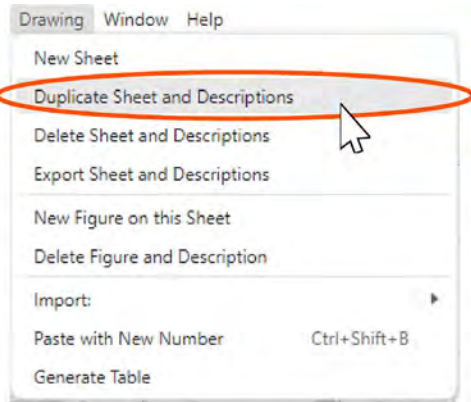 Drawing Window Help
New Sheet
Duplicate Sheet and Descriptions
Delete Sheet and Descriptions
Export Sheet and Descriptions
New Figure on this Sheet
Delete Figure and Description
Import:
Paste with New Number Ctrl+Shift+B
Generate Table